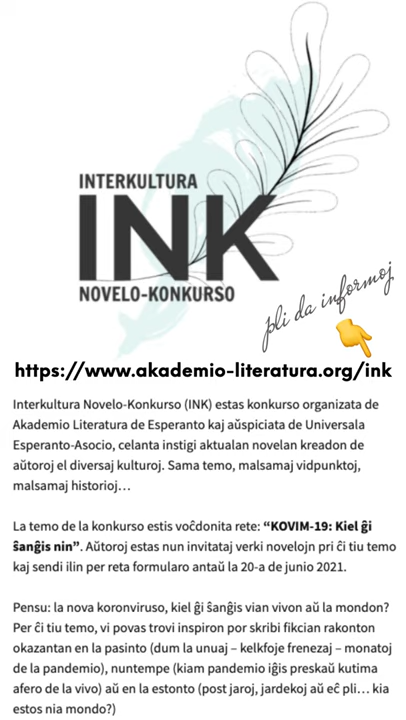 INTERKULTURA
INK
NOVELO-KONKURSO
pli da informoj
https://www.akademio-literatura.org/ink
Interkultura Novelo-Konkurso (INK) estas konkurso organizata de
Akademio Literatura de Esperanto kaj aŭspiciata de Universala
Esperanto-Asocio, celanta instigi aktualan novelan kreadon de
aŭtoroj el diversaj kulturoj. Sama temo, malsamaj vidpunktoj,
malsamaj historioj…
La temo de la konkurso estis voĉdonita rete: “KOVIM-19: Kiel ĝi
ŝanĝis nin”. Aŭtoroj estas nun invitataj verki novelojn pri ĉi tiu temo
kaj sendi ilin per reta formularo antaŭ la 20-a de junio 2021.
Pensu: la nova koronviruso, kiel ĝi ŝanĝis vian vivon aŭ la mondon?
Per ĉi tiu temo, vi povas trovi inspiron por skribi fikcian rakonton
okazantan en la pasinto (dum la unuaj – kelkfoje frenezaj – monatoj
de la pandemio), nuntempe (kiam pandemio iĝis preskaŭ kutima
afero de la vivo) aŭ en la estonto (post jaroj, jardekoj aŭ eĉ pli… kia
estos nia mondo?)